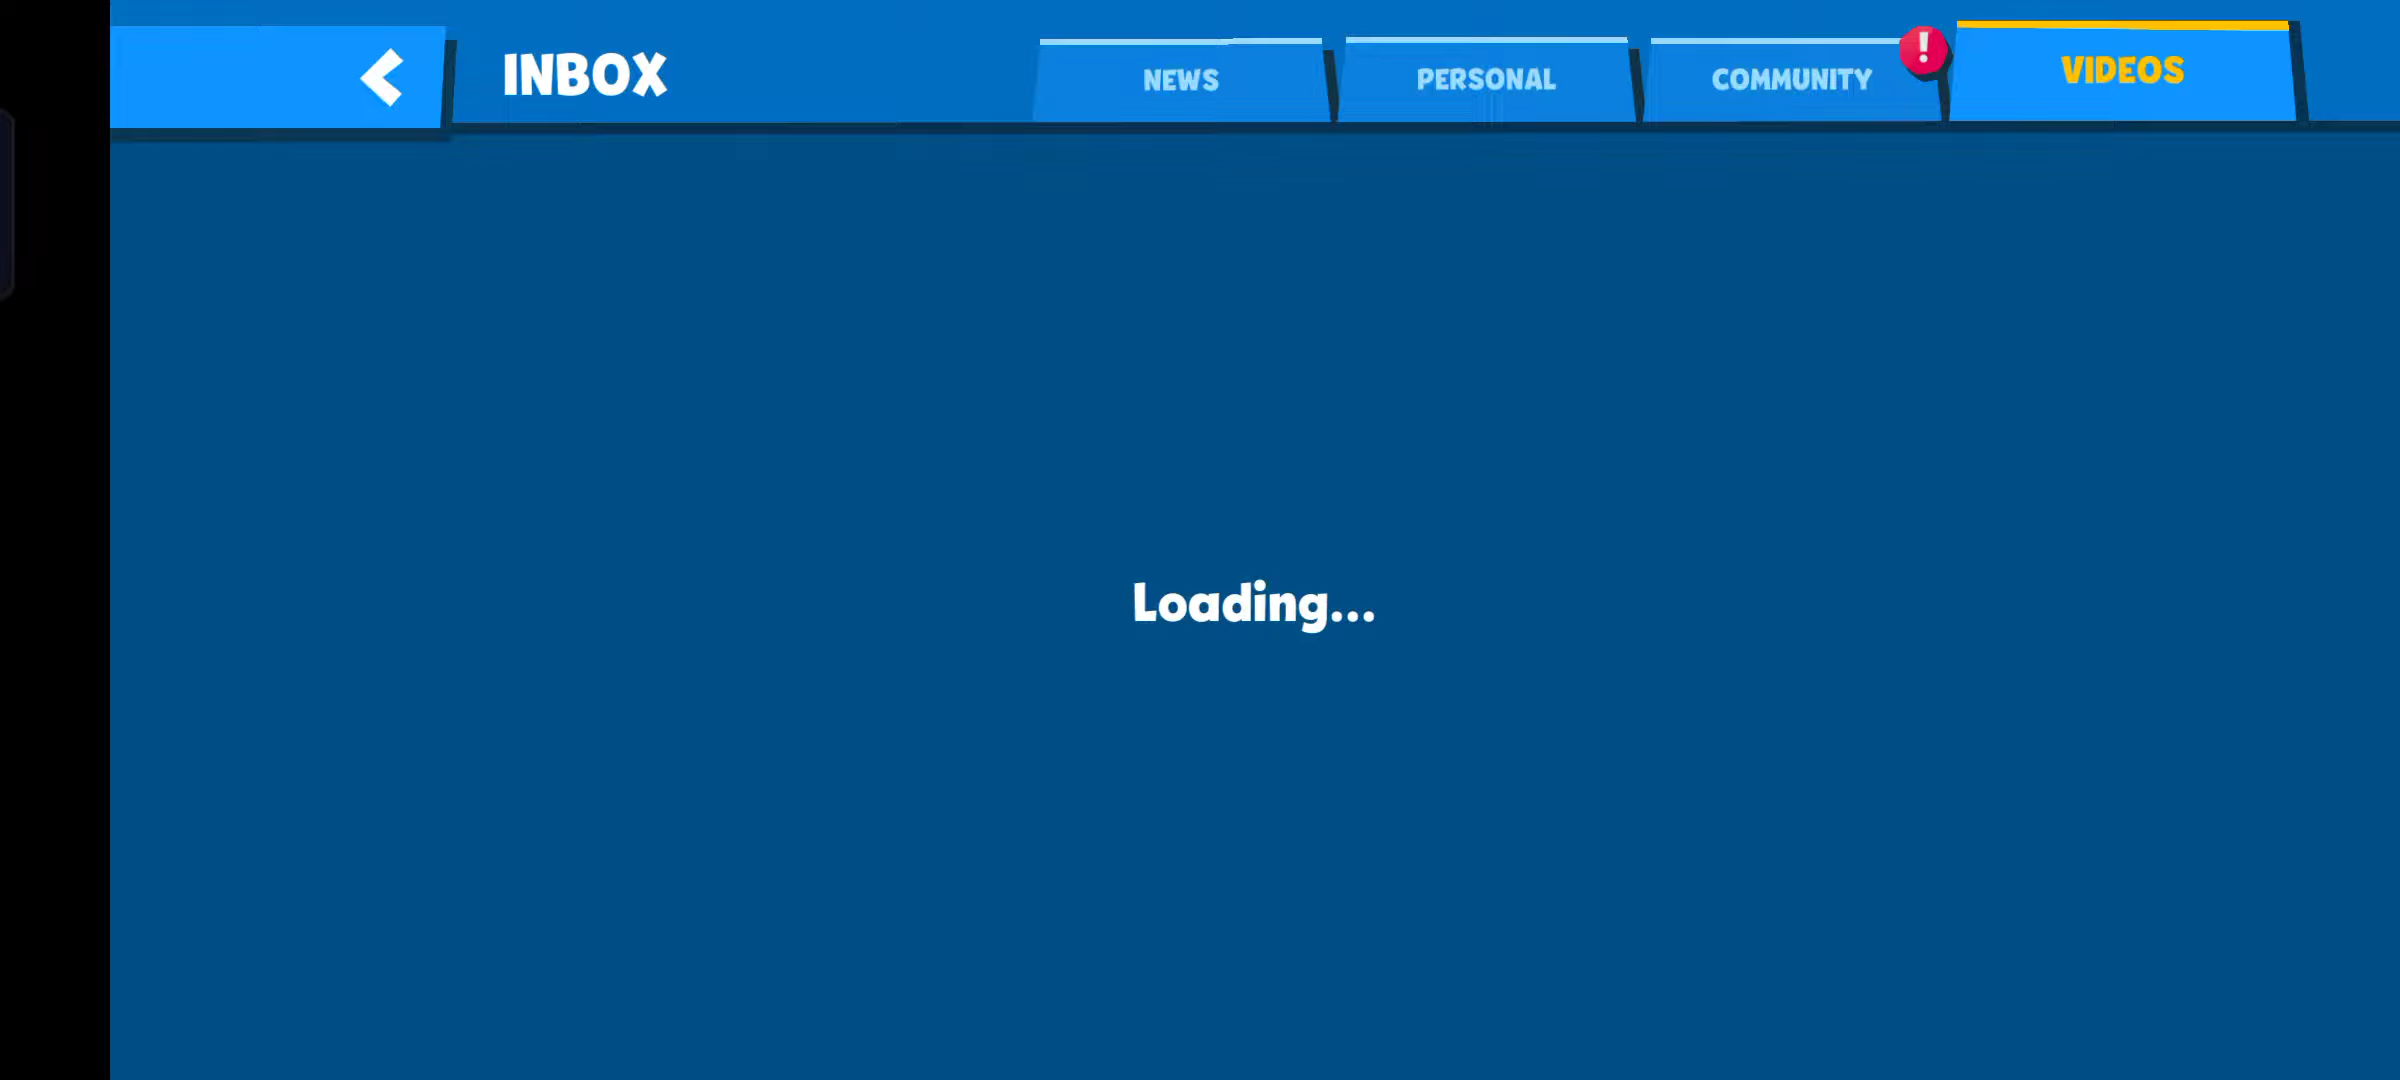 INBOX
NEWS
PERSONAL
COMMUNITY
!
VIDEOS
Loading...